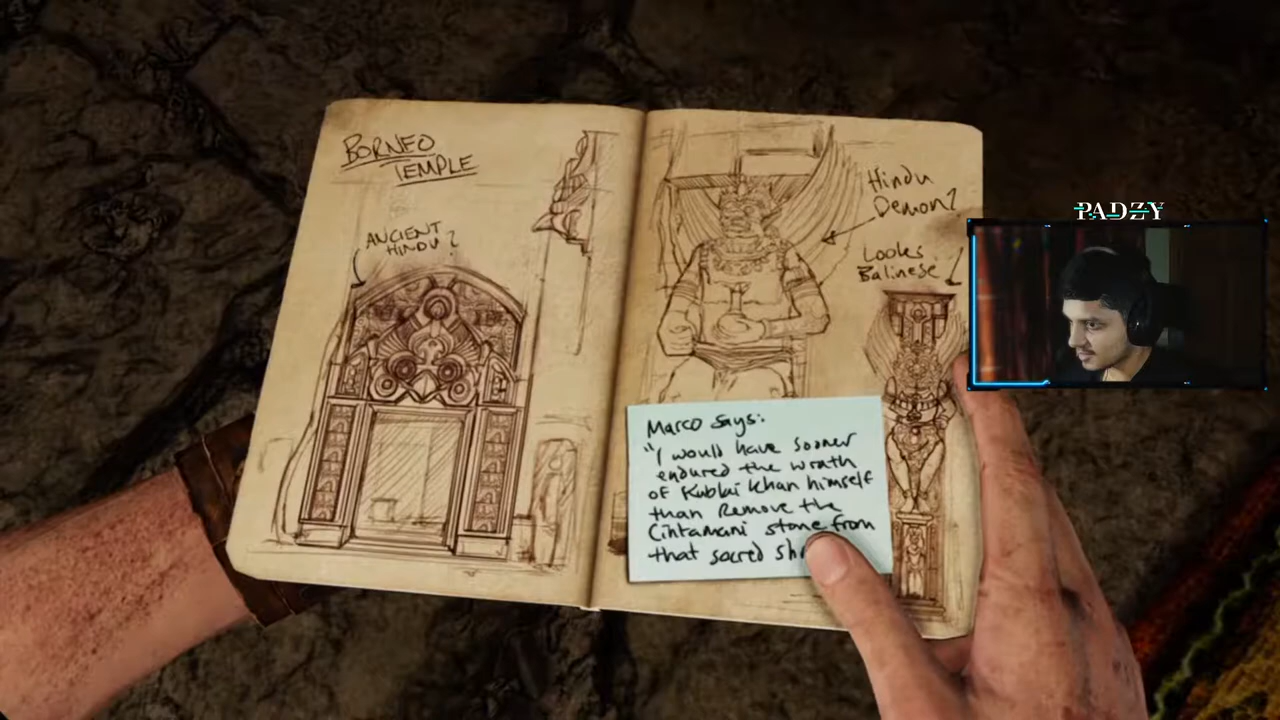 BORNEO
TEMPLE
ANCIENT
HINDU?
Hindu
Demon?
Looks
Balinese
PADZY
Marco says:
"I would have sooner
endured the wrath
of Kublai Khan himself
than remove the
Cintamani stone from
that sacred